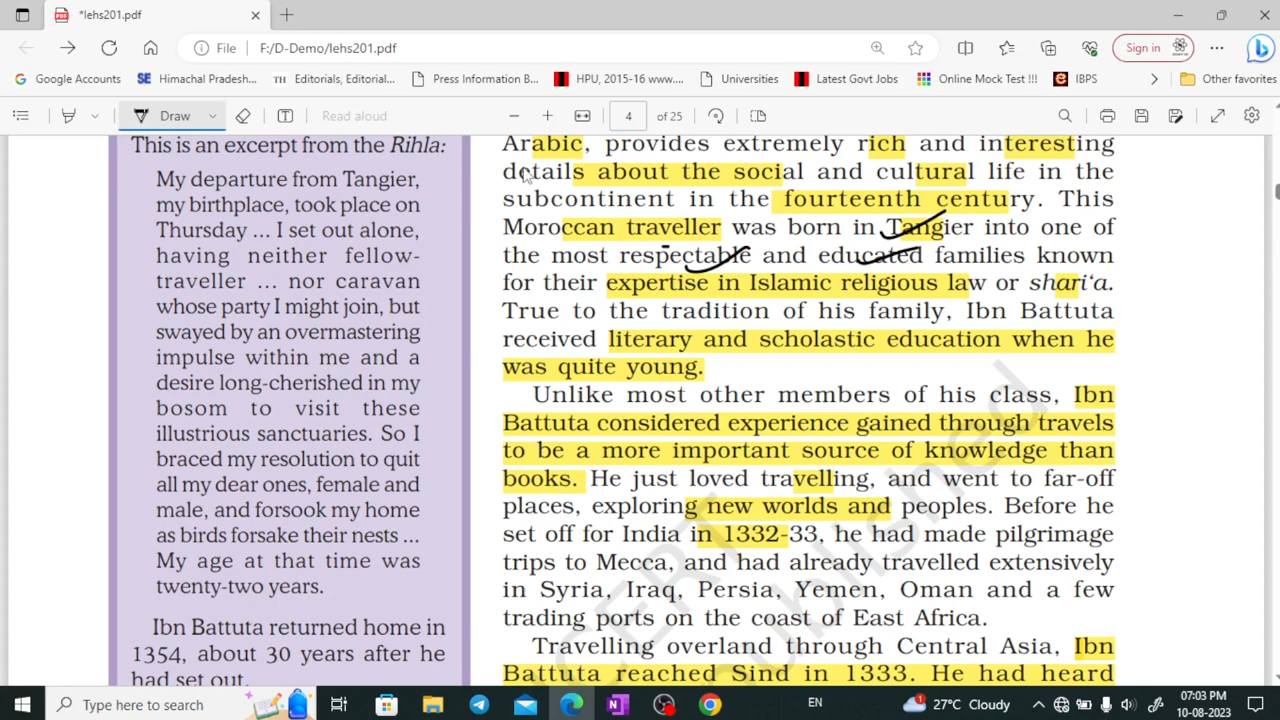 *lehs201.pdf
File
F:/D-Demo/lehs201.pdf
Sign in
Google Accounts
SE Himachal Pradesh...
TH Editorials, Editorial...
Press Information B...
HPU, 2015-16 www....
Universities
Latest Govt Jobs
Online Mock Test !!!
IBPS
Other favorites
Draw
Read aloud
4 of 25
This is an excerpt from the Rihla:
My departure from Tangier,
my birthplace, took place on
Thursday ... I set out alone,
having neither fellow-
traveller ... nor caravan
whose party I might join, but
swayed by an overmastering
impulse within me and a
desire long-cherished in my
bosom to visit these
illustrious sanctuaries. So I
braced my resolution to quit
all my dear ones, female and
male, and forsook my home
as birds forsake their nests ...
My age at that time was
twenty-two years.
Ibn Battuta returned home in
1354, about 30 years after he
had set out.
Arabic, provides extremely rich and interesting
details about the social and cultural life in the
subcontinent in the fourteenth century. This
Moroccan traveller was born in Tangier into one of
the most respectable and educated families known
for their expertise in Islamic religious law or shari‘a.
True to the tradition of his family, Ibn Battuta
received literary and scholastic education when he
was quite young.
Unlike most other members of his class, Ibn
Battuta considered experience gained through travels
to be a more important source of knowledge than
books. He just loved travelling, and went to far-off
places, exploring new worlds and peoples. Before he
set off for India in 1332-33, he had made pilgrimage
trips to Mecca, and had already travelled extensively
in Syria, Iraq, Persia, Yemen, Oman and a few
trading ports on the coast of East Africa.
Travelling overland through Central Asia, Ibn
Battuta reached Sind in 1333. He had heard
CERT
published
Type here to search
EN
27°C Cloudy
07:03 PM
10-08-2023